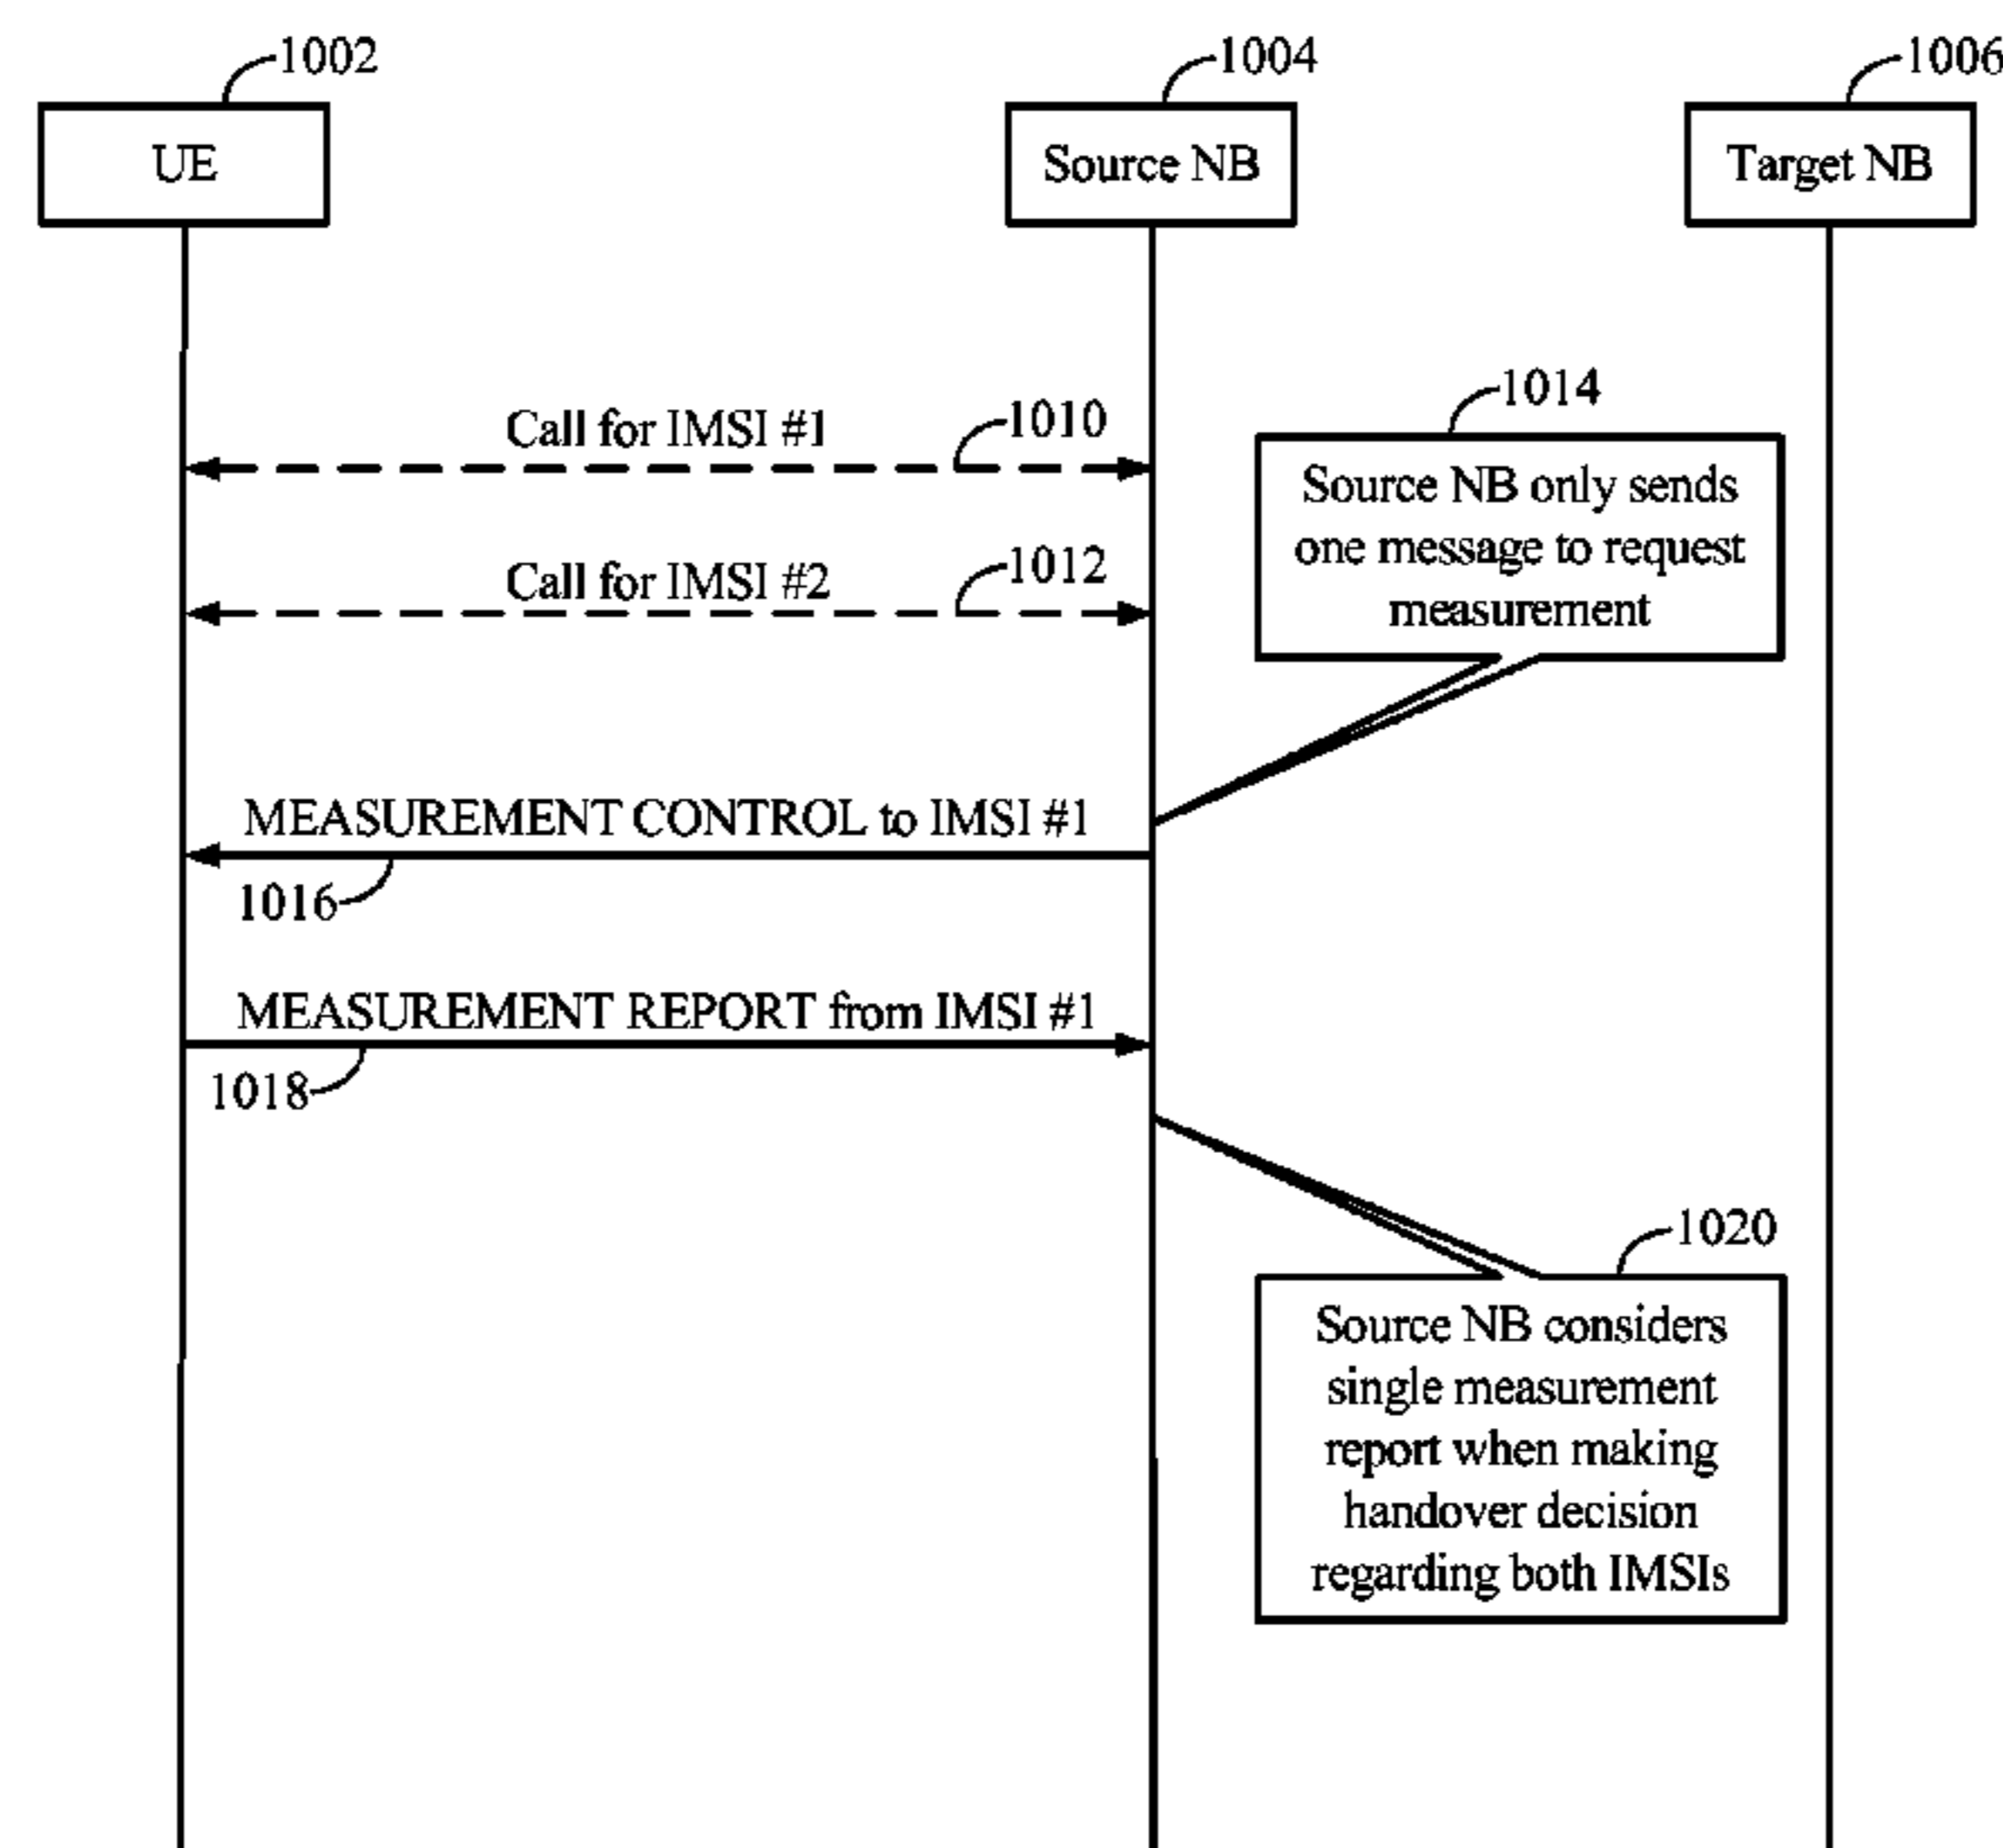 1002
1004
1006
UE
Source NB
Target NB
1014
Call for IMSI #1
1010
Source NB only sends
one message to request
measurement
Call for IMSI #2
1012
MEASUREMENT CONTROL to IMSI #1
1016
MEASUREMENT REPORT from IMSI #1
1018
1020
Source NB considers
single measurement
report when making
handover decision
regarding both IMSIs